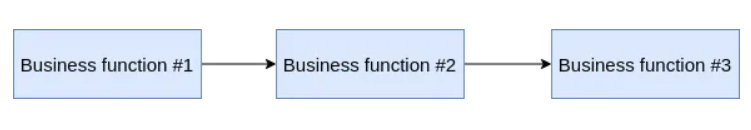 Business function #1
Business function #2
Business function #3